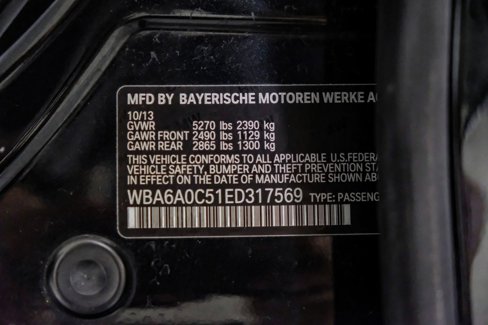 MFD BY BAYERISCHE MOTOREN WERKE AG
10/13
GVWR 5270 lbs 2390 kg
GAWR FRONT 2490 lbs 1129 kg
GAWR REAR 2865 lbs 1300 kg
THIS VEHICLE CONFORMS TO ALL APPLICABLE U.S.FEDERA
VEHICLE SAFETY, BUMPER AND THEFT PREVENTION STA
IN EFFECT ON THE DATE OF MANUFACTURE SHOWN ABO
WBA6A0C51ED317569 TYPE: PASSENG